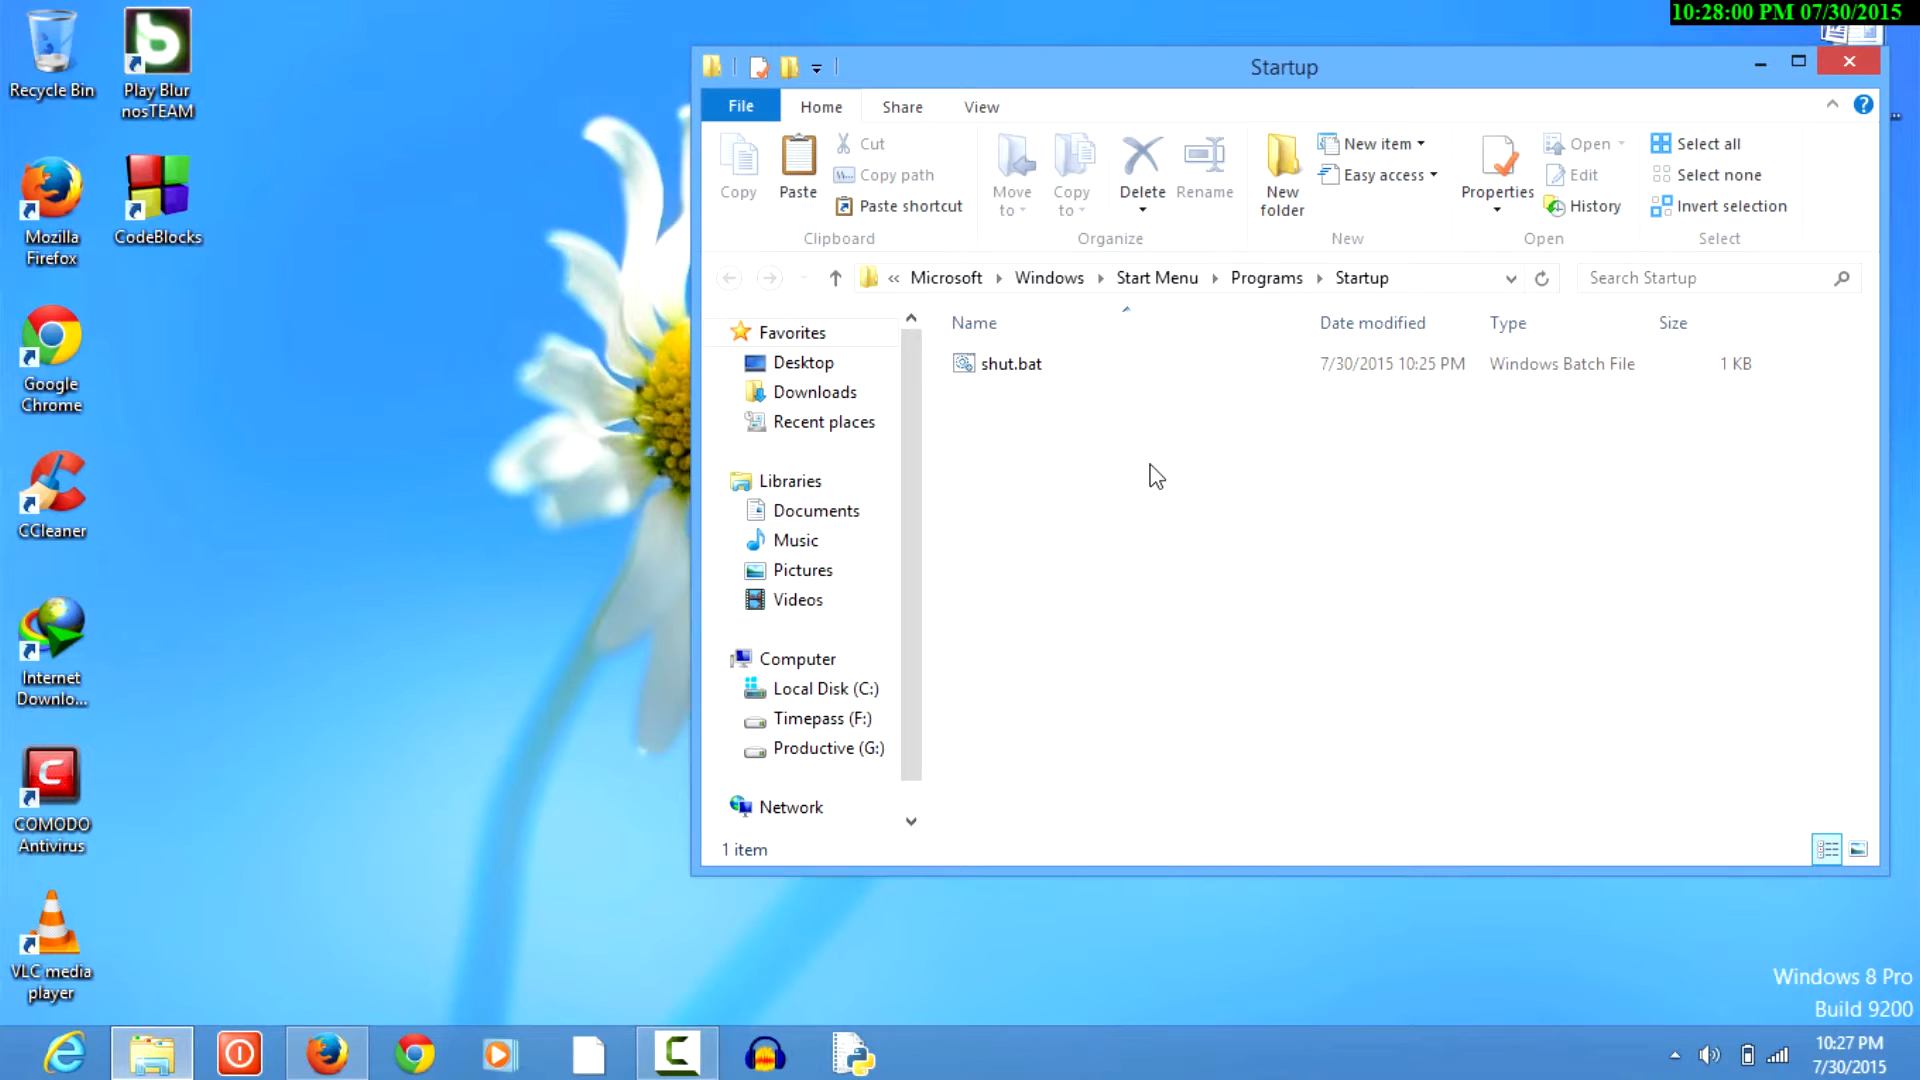 10:28:00 PM 07/30/2015
Recycle Bin
Play Blur
nosTEAM
Mozilla
Firefox
CodeBlocks
Google
Chrome
CCleaner
Internet
Downlo...
COMODO
Antivirus
VLC media
player
Startup
File
Home
Share
View
Copy
Paste
Cut
Copy path
Paste shortcut
Clipboard
Move
to
Copy
to
Delete
Rename
Organize
New
folder
New item
Easy access
New
Properties
Open
Edit
History
Open
Select all
Select none
Invert selection
Select
« Microsoft Windows Start Menu Programs Startup
Search Startup
Favorites
Desktop
Downloads
Recent places
Libraries
Documents
Music
Pictures
Videos
Computer
Local Disk (C:)
Timepass (F:)
Productive (G:)
Network
Name Date modified Type Size
shut.bat 7/30/2015 10:25 PM Windows Batch File 1 KB
1 item
Windows 8 Pro
Build 9200
10:27 PM
7/30/2015